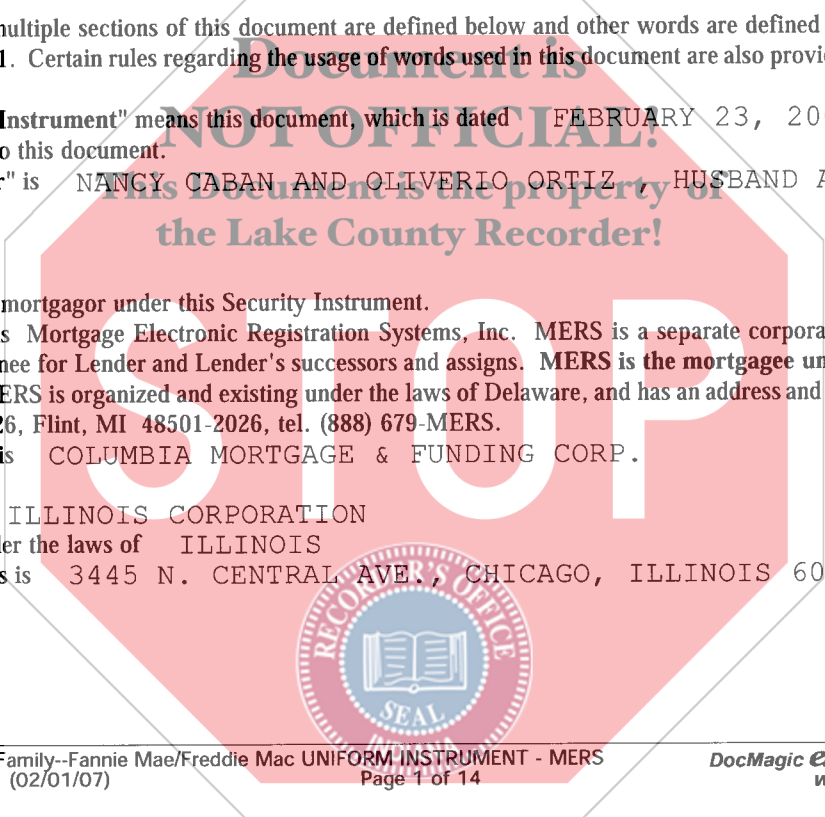 multiple sections of this document are defined below and other words are defined
1. Certain rules regarding the usage of words used in this document are also provi
Document is
Instrument" means this document, which is dated FEBRUARY 23, 20
NOT OFFICIAL!
o this document.
r" is NANCY CABAN AND OLIVERIO ORTIZ , HUSBAND A
This Document is the property of
the Lake County Recorder!
mortgagor under this Security Instrument.
s Mortgage Electronic Registration Systems, Inc. MERS is a separate corpora
nee for Lender and Lender's successors and assigns. MERS is the mortgagee un
ERS is organized and existing under the laws of Delaware, and has an address and
26, Flint, MI 48501-2026, tel. (888) 679-MERS.
STOP
is COLUMBIA MORTGAGE & FUNDING CORP.
ILLINOIS CORPORATION
er the laws of ILLINOIS
s is 3445 N. CENTRAL AVE., CHICAGO, ILLINOIS 60
RECORDER'S OFFICE
SEAL
INDIANA
Family--Fannie Mae/Freddie Mac UNIFORM INSTRUMENT - MERS DocMagic e
(02/01/07) Page 1 of 14 w